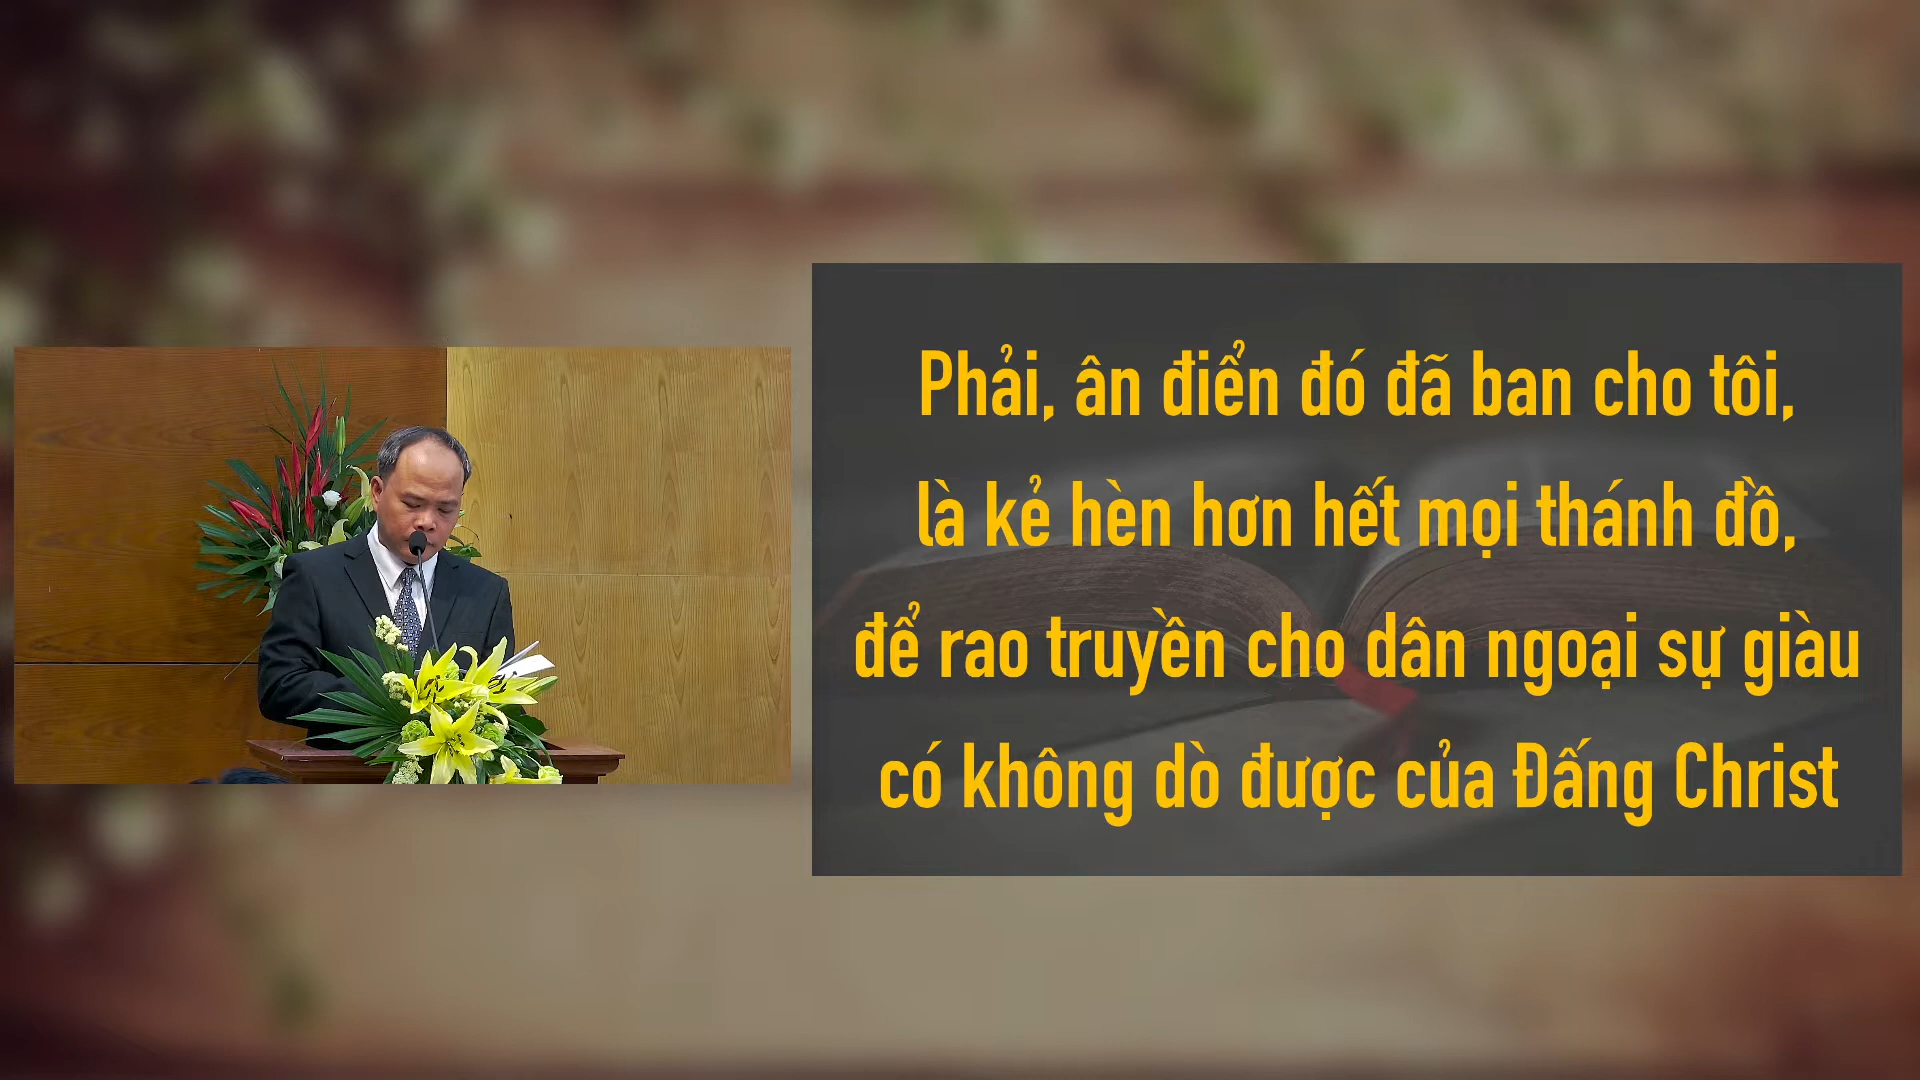 Phải, ân điển đó đã ban cho tôi,
là kẻ hèn hơn hết mọi thánh đồ,
để rao truyền cho dân ngoại sự giàu
có không dò được của Đấng Christ